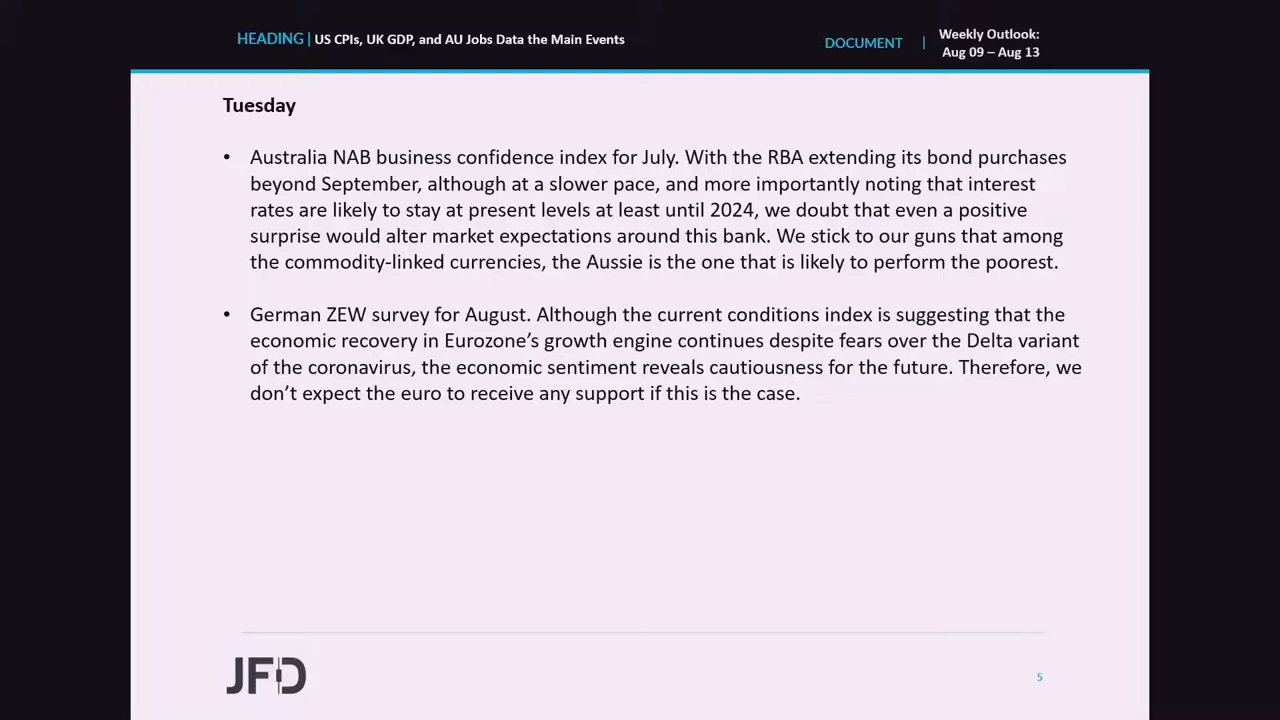 HEADING | US CPIs, UK GDP, and AU Jobs Data the Main Events
DOCUMENT | Weekly Outlook:
Aug 09 – Aug 13
Tuesday
• Australia NAB business confidence index for July. With the RBA extending its bond purchases
beyond September, although at a slower pace, and more importantly noting that interest
rates are likely to stay at present levels at least until 2024, we doubt that even a positive
surprise would alter market expectations around this bank. We stick to our guns that among
the commodity-linked currencies, the Aussie is the one that is likely to perform the poorest.
• German ZEW survey for August. Although the current conditions index is suggesting that the
economic recovery in Eurozone’s growth engine continues despite fears over the Delta variant
of the coronavirus, the economic sentiment reveals cautiousness for the future. Therefore, we
don’t expect the euro to receive any support if this is the case.
JFD
5